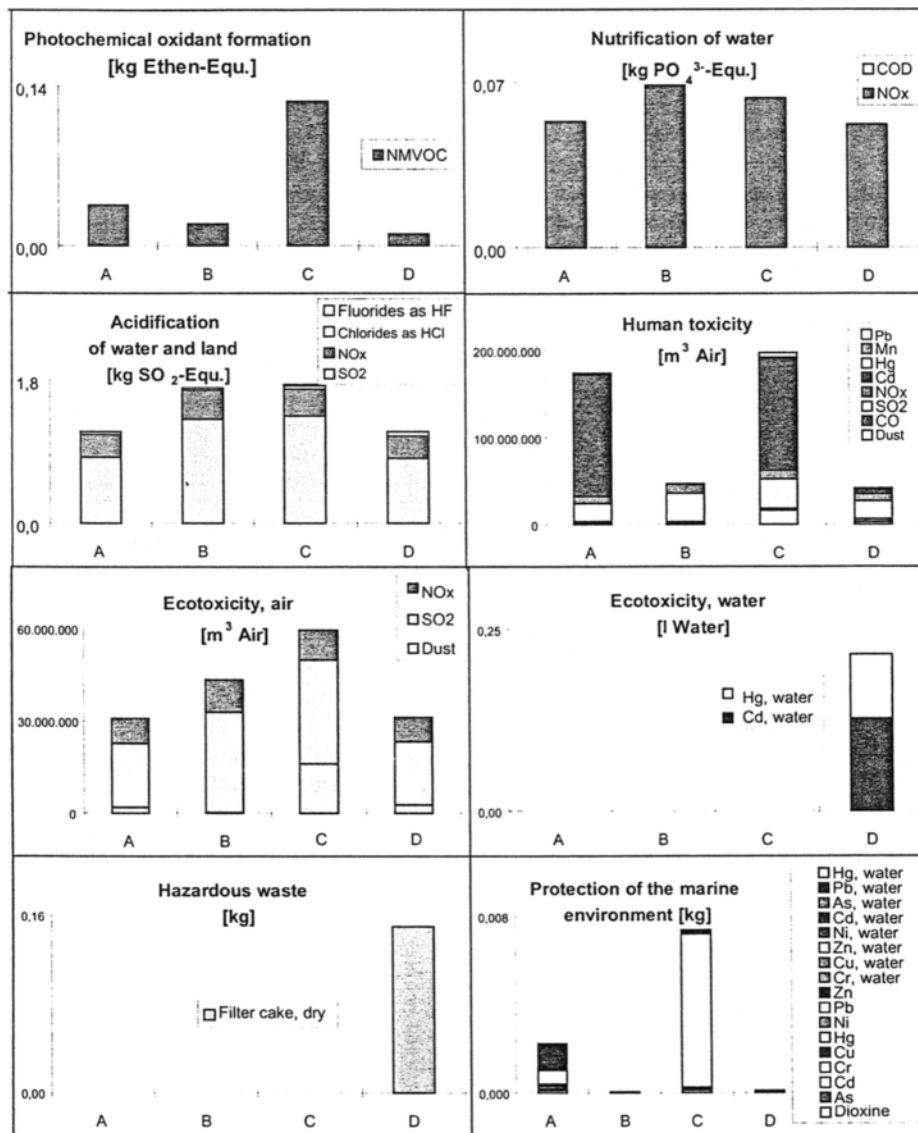 Photochemical oxidant formation
[kg Ethen-Equ.]
0,14
NMVOC
0,00
A B C D
Nutrification of water
[kg PO 4 3--Equ.]
0,07
COD
NOx
0,00
A B C D
Acidification
of water and land
[kg SO 2-Equ.]
Fluorides as HF
Chlorides as HCl
NOx
SO2
1,8
0,0
A B C D
Human toxicity
[m3 Air]
200.000.000
100.000.000
0
Pb
Mn
Hg
Cd
NOx
SO2
CO
Dust
A B C D
Ecotoxicity, air
[m3 Air]
60.000.000
30.000.000
0
NOx
SO2
Dust
A B C D
Ecotoxicity, water
[l Water]
0,25
Hg, water
Cd, water
0,00
A B C D
Hazardous waste
[kg]
0,16
Filter cake, dry
0,00
A B C D
Protection of the marine
environment [kg]
0,008
0,000
Hg, water
Pb, water
As, water
Cd, water
Ni, water
Zn, water
Cu, water
Cr, water
Zn
Pb
Ni
Hg
Cu
Cr
Cd
As
Dioxine
A B C D